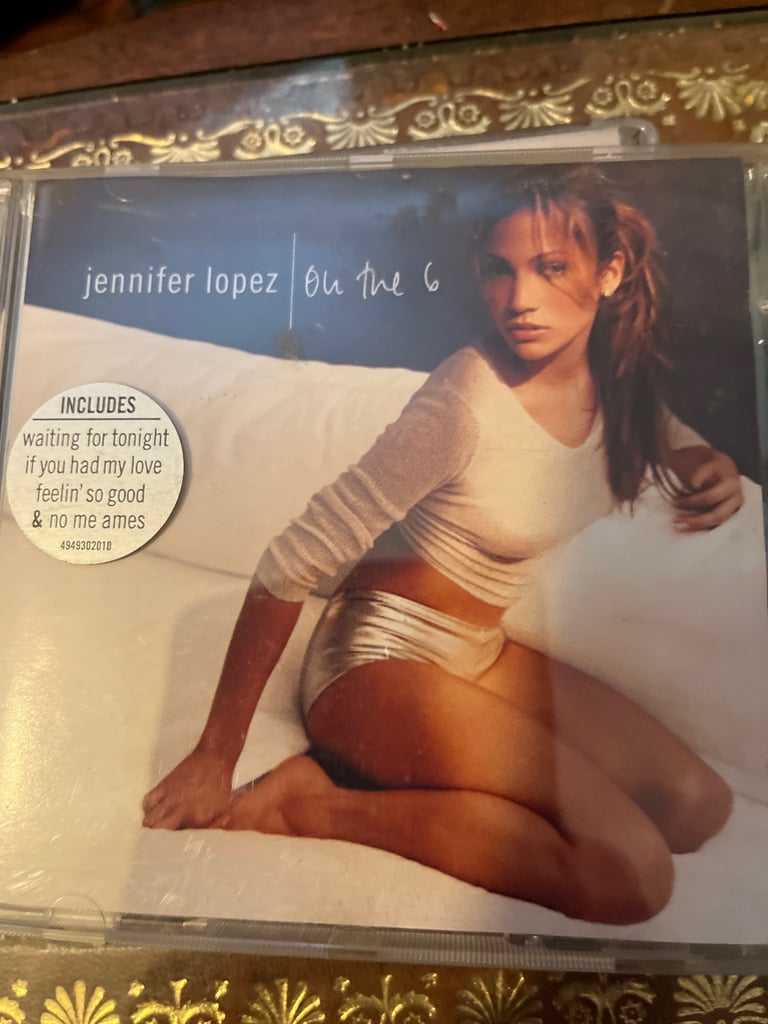 jennifer lopez | on the 6
INCLUDES
waiting for tonight
if you had my love
feelin' so good
& no me ames
4949302010